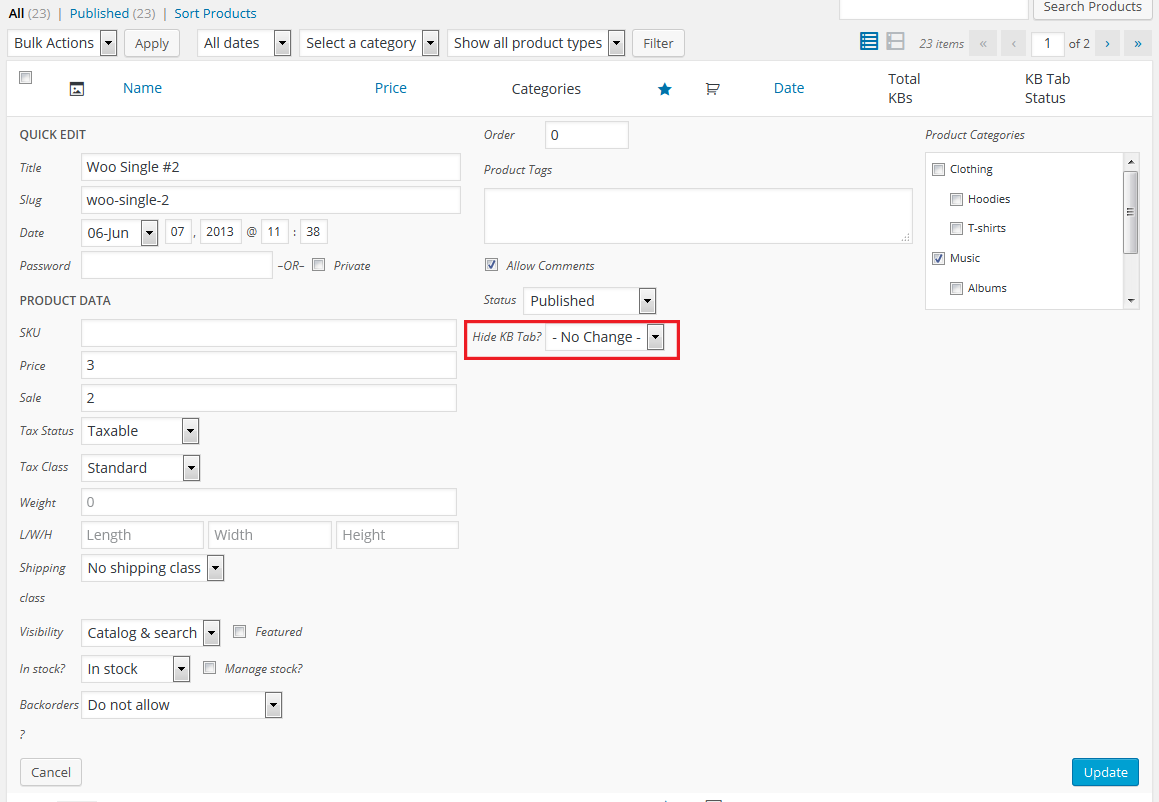 All (23) | Published (23) | Sort Products
Search Products
Bulk Actions Apply All dates Select a category Show all product types Filter 23 items « ‹ 1 of 2 › »
Name Price Categories Date Total KBs KB Tab Status
QUICK EDIT
Title Woo Single #2
Slug woo-single-2
Date 06-Jun 07 , 2013 @ 11 : 38
Password –OR– Private
PRODUCT DATA
SKU
Price 3
Sale 2
Tax Status Taxable
Tax Class Standard
Weight 0
L/W/H Length Width Height
Shipping class No shipping class
Visibility Catalog & search Featured
In stock? In stock Manage stock?
Backorders? Do not allow
Cancel
Order 0
Product Tags
Allow Comments
Status Published
Hide KB Tab? - No Change -
Product Categories
Clothing
Hoodies
T-shirts
Music
Albums
Update